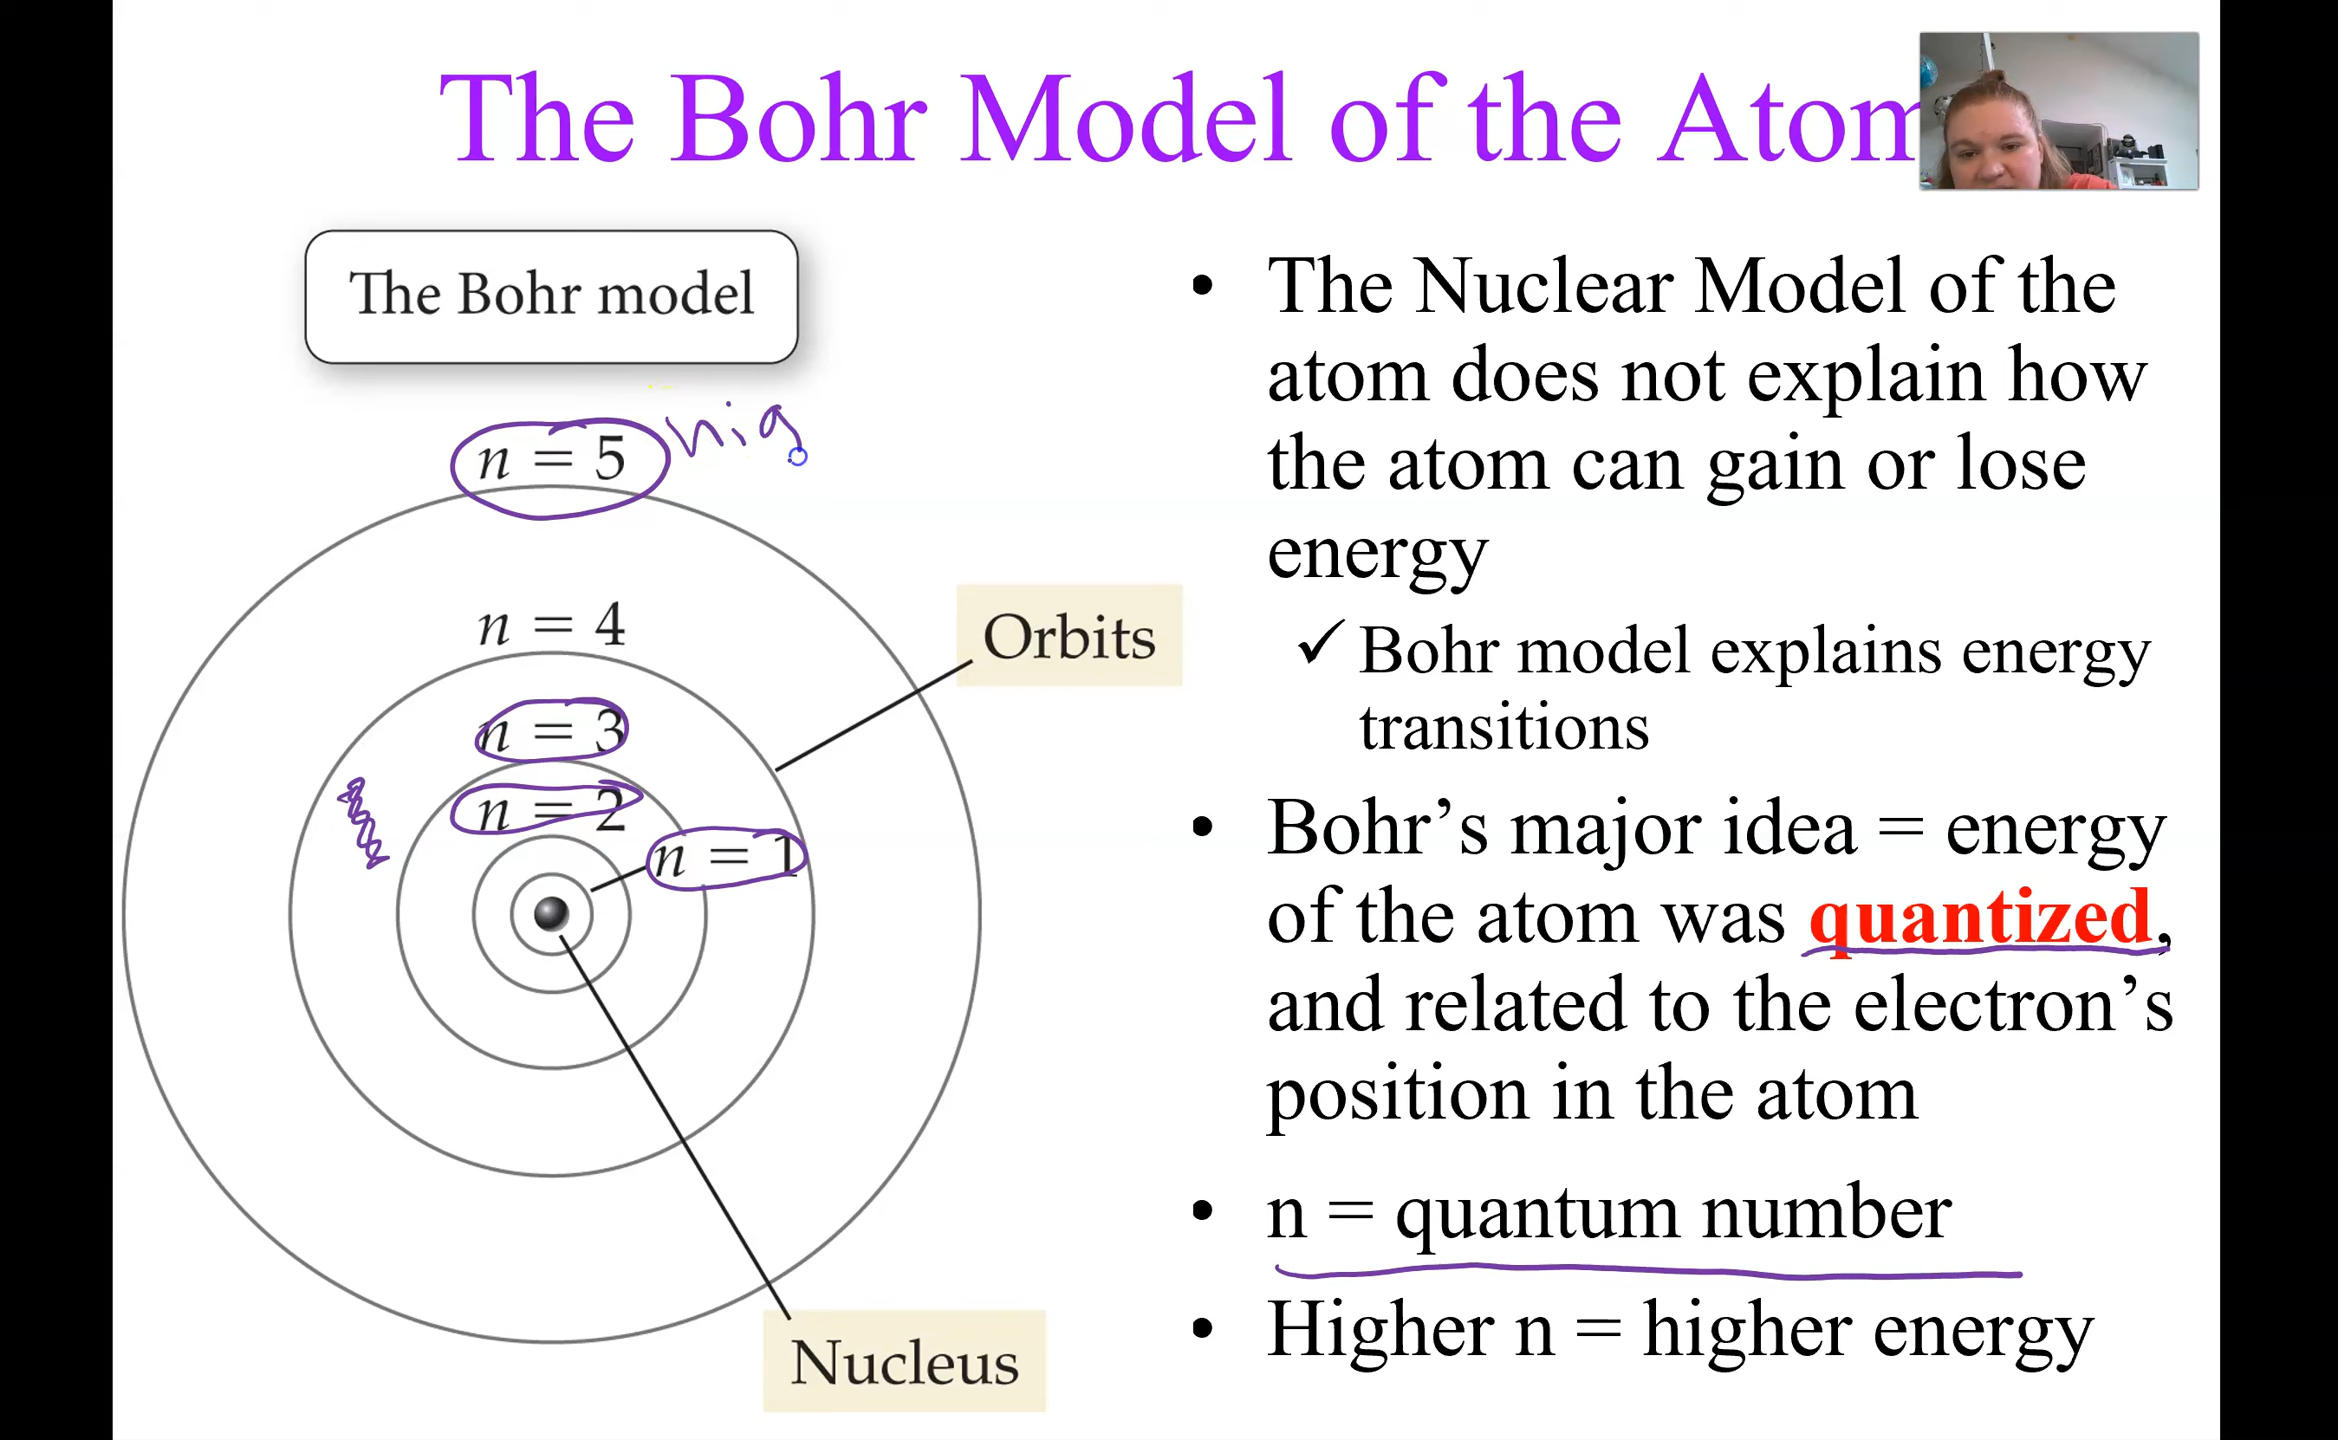 The Bohr Model of the Atom
The Bohr model
n = 5
n = 4
n = 3
n = 2
n = 1
Orbits
Nucleus
• The Nuclear Model of the
atom does not explain how
the atom can gain or lose
energy
✓ Bohr model explains energy
transitions
• Bohr’s major idea = energy
of the atom was quantized,
and related to the electron’s
position in the atom
• n = quantum number
• Higher n = higher energy